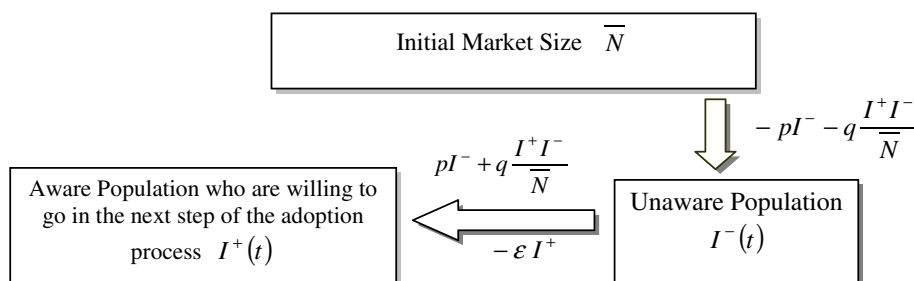 Initial Market Size N̅
− pI⁻ − q I⁺I⁻/N̅
pI⁻ + q I⁺I⁻/N̅
− ε I⁺
Aware Population who are willing to
go in the next step of the adoption
process I⁺(t)
Unaware Population
I⁻(t)